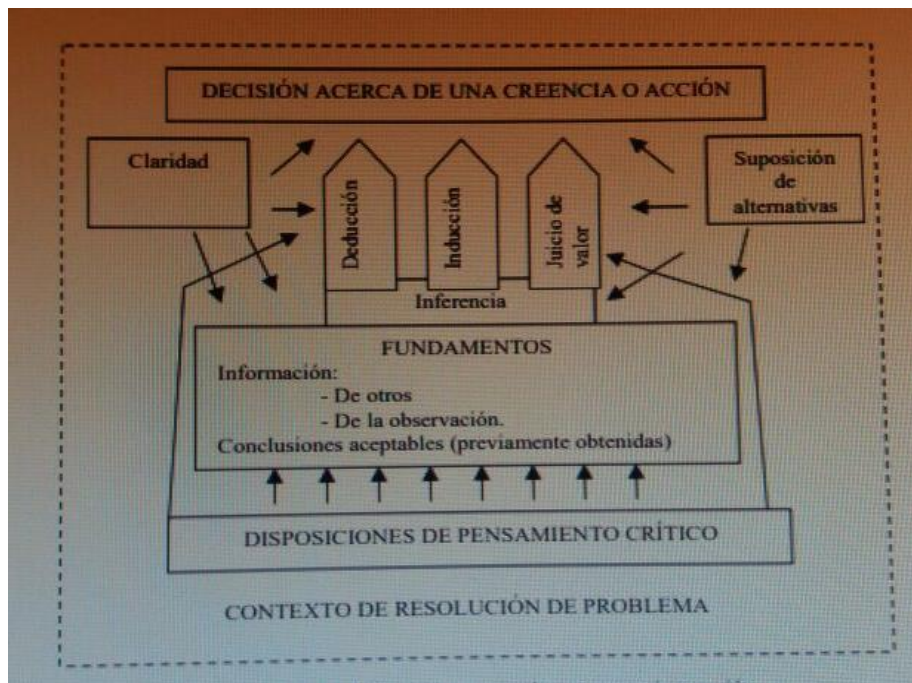 DECISIÓN ACERCA DE UNA CREENCIA O ACCIÓN
Claridad
Suposición
de
alternativas
Deducción
Inducción
Juicio de
valor
Inferencia
FUNDAMENTOS
Información:
- De otros
- De la observación.
Conclusiones aceptables (previamente obtenidas)
DISPOSICIONES DE PENSAMIENTO CRÍTICO
CONTEXTO DE RESOLUCIÓN DE PROBLEMA